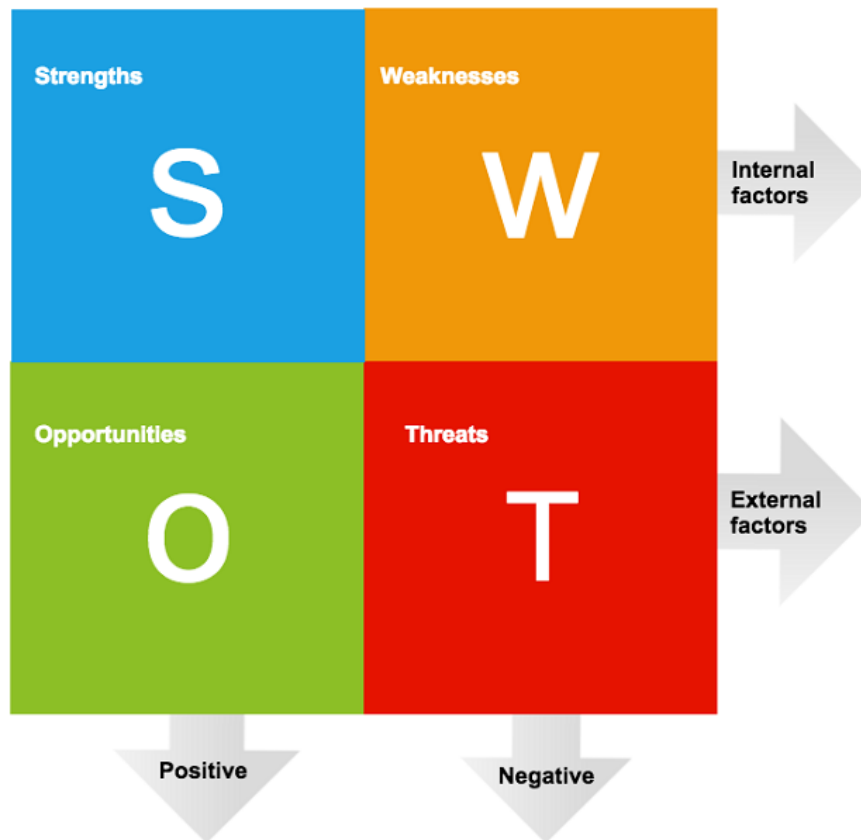 Strengths
Weaknesses
S
W
Internal
factors
Opportunities
Threats
O
T
External
factors
Positive
Negative